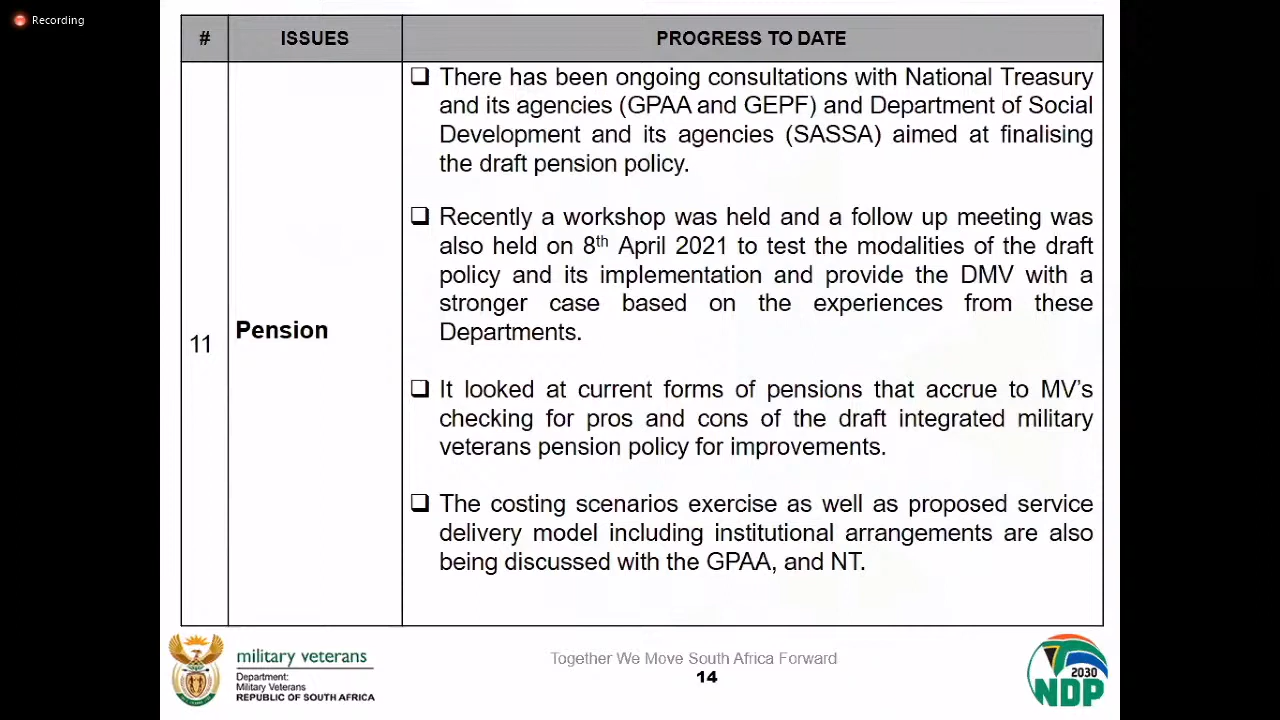 Recording
# ISSUES PROGRESS TO DATE
❑ There has been ongoing consultations with National Treasury
and its agencies (GPAA and GEPF) and Department of Social
Development and its agencies (SASSA) aimed at finalising
the draft pension policy.
❑ Recently a workshop was held and a follow up meeting was
also held on 8th April 2021 to test the modalities of the draft
policy and its implementation and provide the DMV with a
stronger case based on the experiences from these
Departments.
11 Pension
❑ It looked at current forms of pensions that accrue to MV's
checking for pros and cons of the draft integrated military
veterans pension policy for improvements.
❑ The costing scenarios exercise as well as proposed service
delivery model including institutional arrangements are also
being discussed with the GPAA, and NT.
military veterans
Department:
Military Veterans
REPUBLIC OF SOUTH AFRICA
Together We Move South Africa Forward
14
2030
NDP